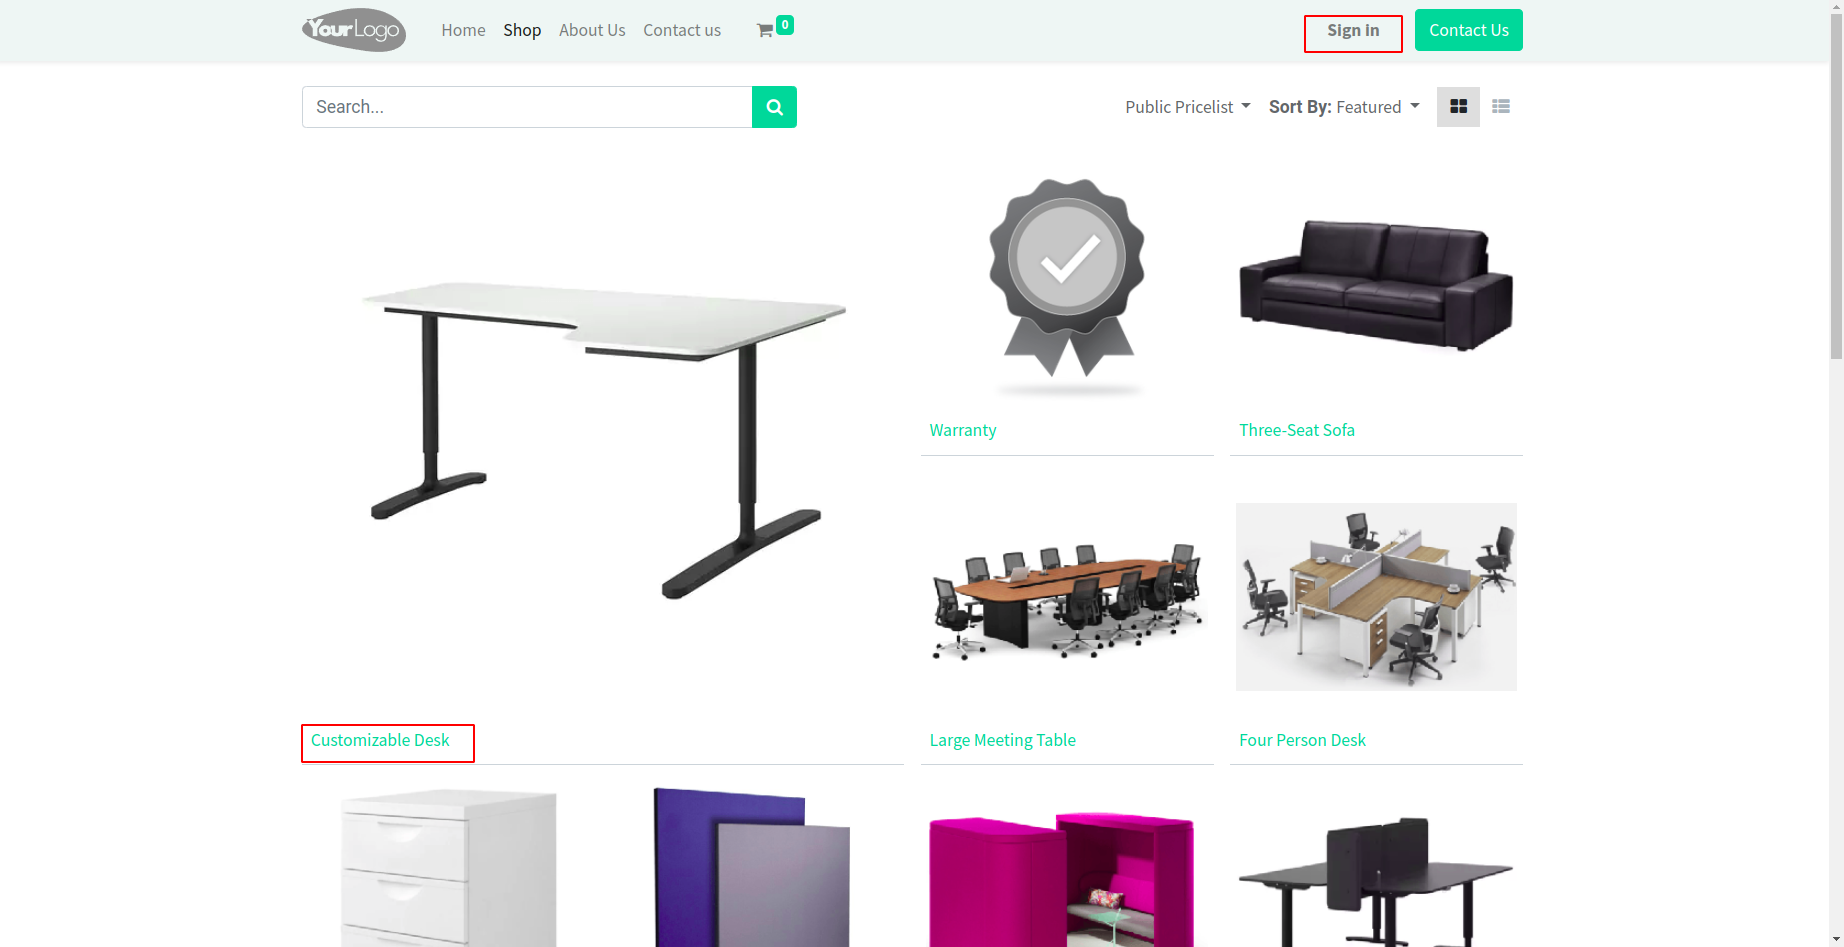 YourLogo
Home Shop About Us Contact us 0 Sign in Contact Us
Search... Public Pricelist Sort By: Featured
Warranty Three-Seat Sofa
Customizable Desk Large Meeting Table Four Person Desk